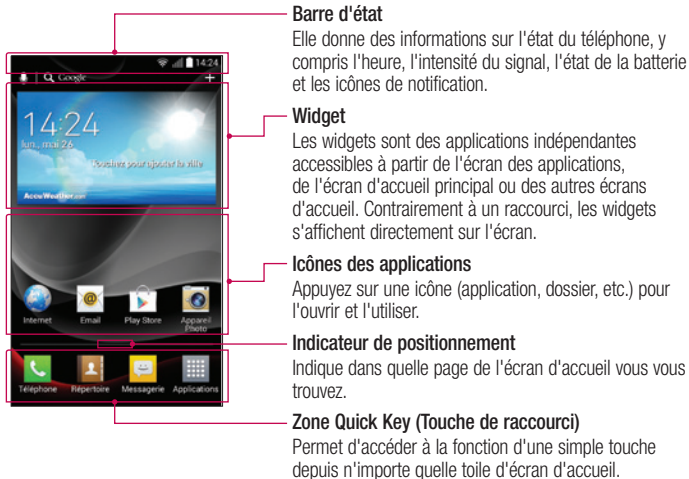 14:24
Google
14:24
lun., mai 26
Touchez pour ajouter la ville
AccuWeather.com
Internet
Email
Play Store
Appareil
Photo
Téléphone
Répertoire
Messagerie
Applications
Barre d'état
Elle donne des informations sur l'état du téléphone, y
compris l'heure, l'intensité du signal, l'état de la batterie
et les icônes de notification.
Widget
Les widgets sont des applications indépendantes
accessibles à partir de l'écran des applications,
de l'écran d'accueil principal ou des autres écrans
d'accueil. Contrairement à un raccourci, les widgets
s'affichent directement sur l'écran.
Icônes des applications
Appuyez sur une icône (application, dossier, etc.) pour
l'ouvrir et l'utiliser.
Indicateur de positionnement
Indique dans quelle page de l'écran d'accueil vous vous
trouvez.
Zone Quick Key (Touche de raccourci)
Permet d'accéder à la fonction d'une simple touche
depuis n'importe quelle toile d'écran d'accueil.